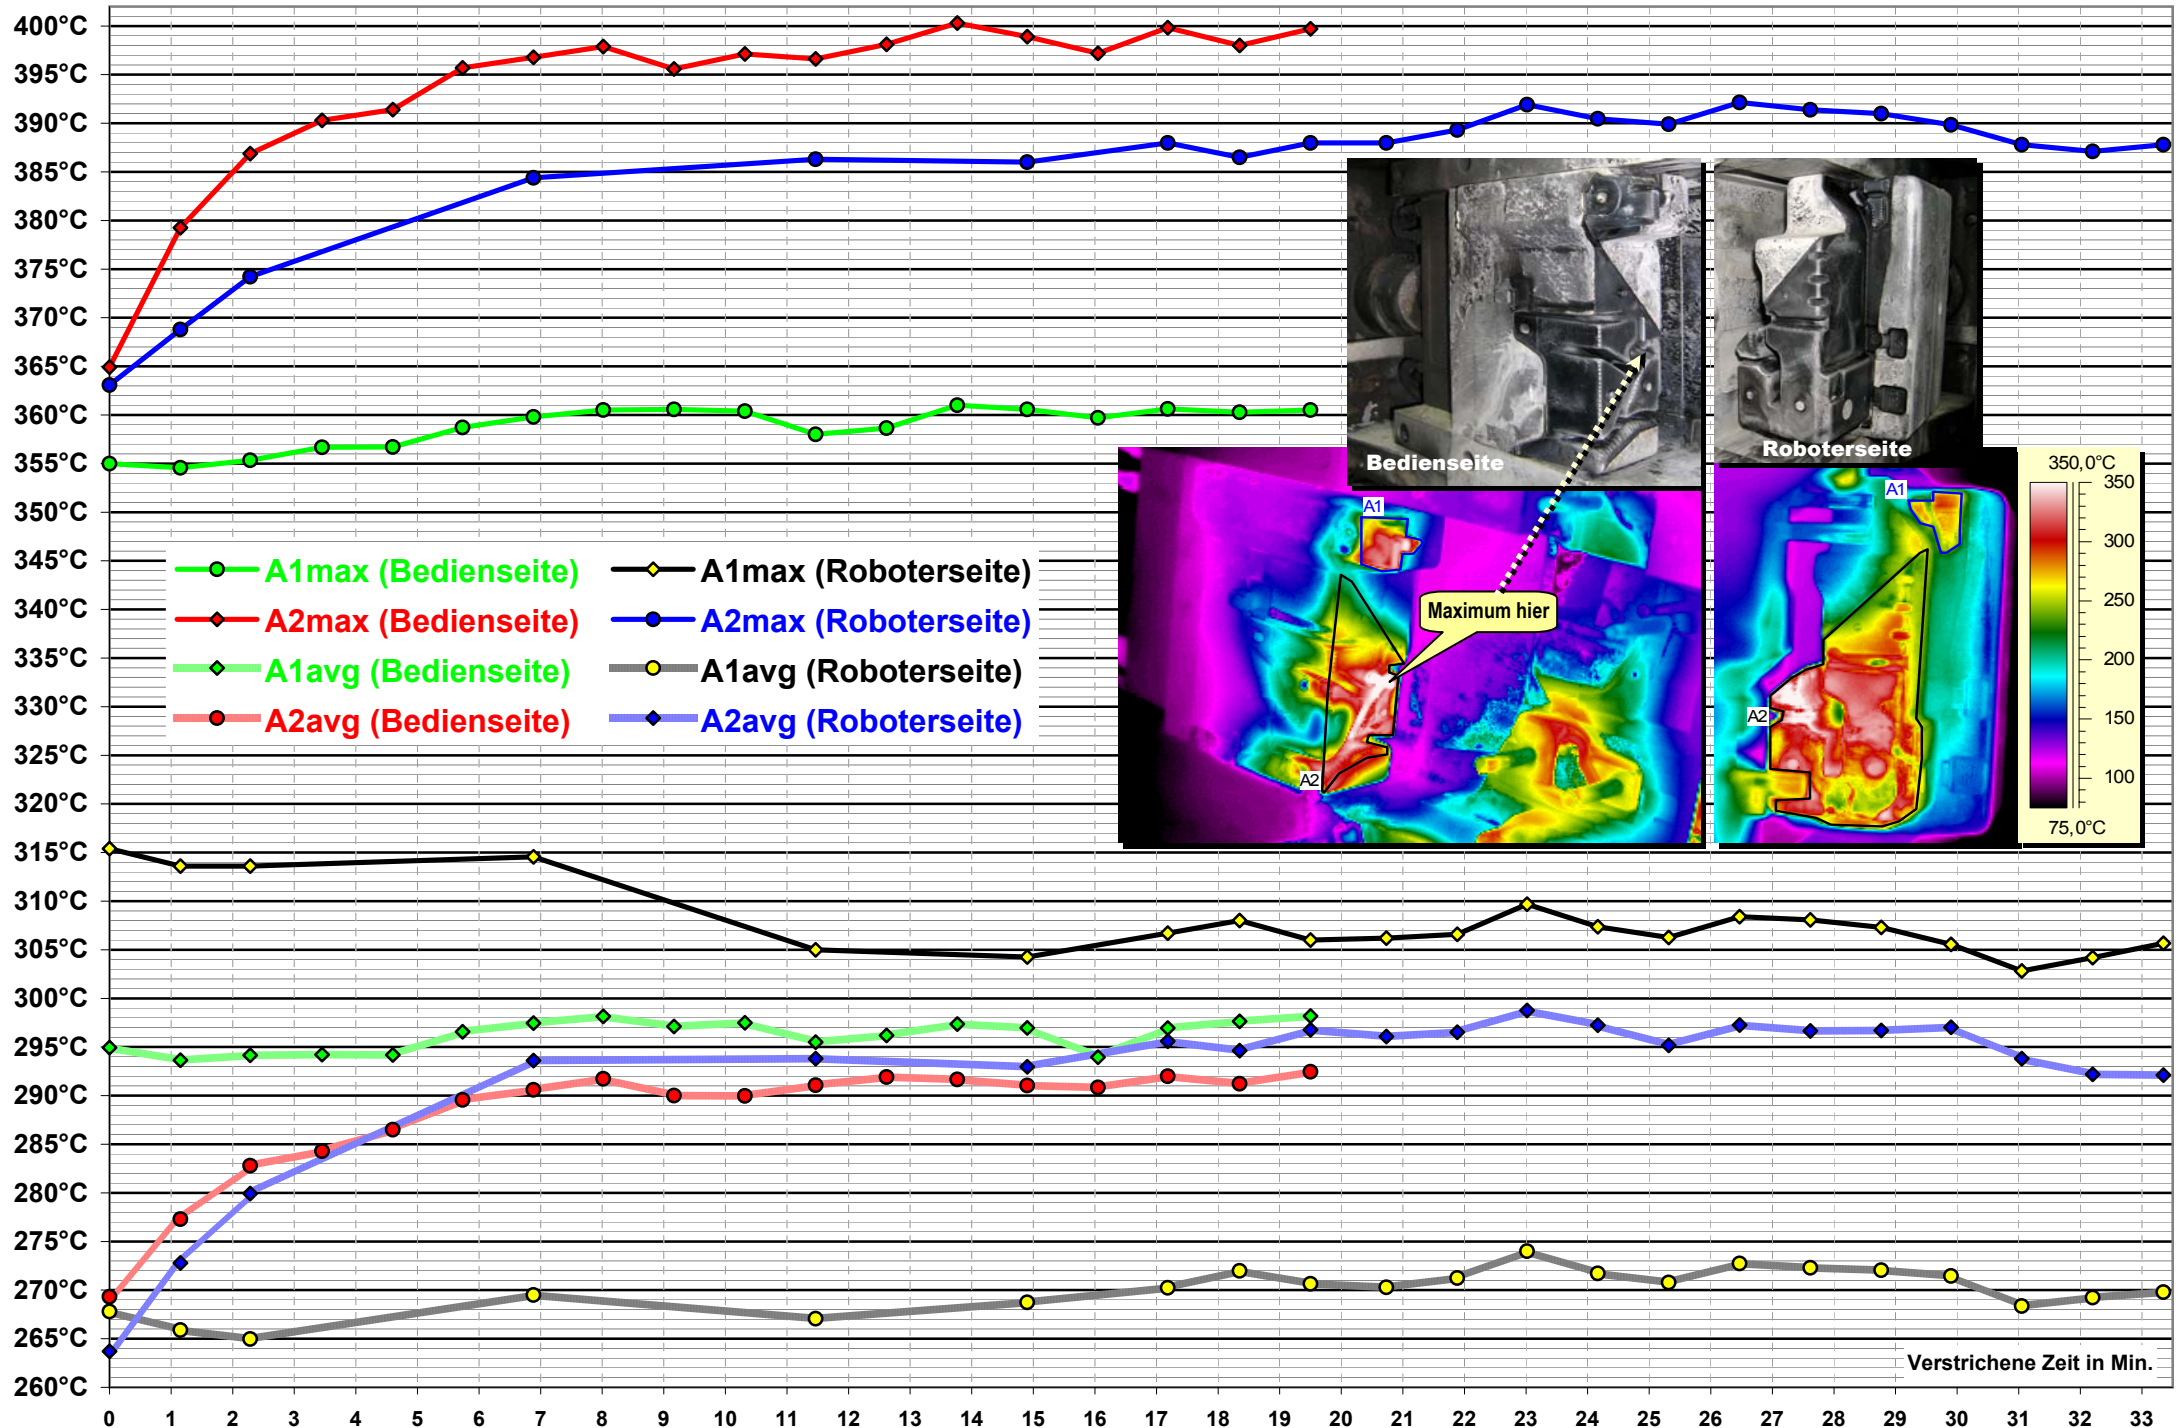 400°C
395°C
390°C
385°C
380°C
375°C
370°C
365°C
360°C
355°C
350°C
345°C
340°C
335°C
330°C
325°C
320°C
315°C
310°C
305°C
300°C
295°C
290°C
285°C
280°C
275°C
270°C
265°C
260°C
A1max (Bedienseite)
A1max (Roboterseite)
A2max (Bedienseite)
A2max (Roboterseite)
A1avg (Bedienseite)
A1avg (Roboterseite)
A2avg (Bedienseite)
A2avg (Roboterseite)
Bedienseite
Roboterseite
A1
Maximum hier
A2
A1
A2
350,0°C
350
300
250
200
150
100
75,0°C
Verstrichene Zeit in Min.
0 1 2 3 4 5 6 7 8 9 10 11 12 13 14 15 16 17 18 19 20 21 22 23 24 25 26 27 28 29 30 31 32 33